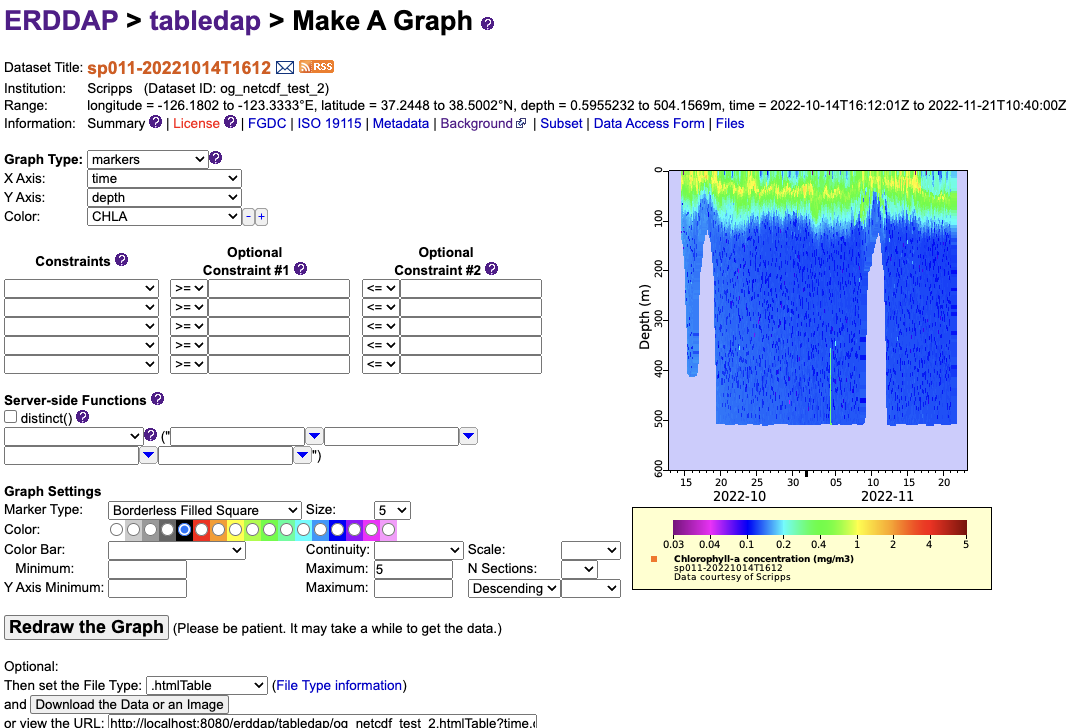 ERDDAP > tabledap > Make A Graph ?
Dataset Title: sp011-20221014T1612 RSS
Institution: Scripps (Dataset ID: og_netcdf_test_2)
Range: longitude = -126.1802 to -123.3333°E, latitude = 37.2448 to 38.5002°N, depth = 0.5955232 to 504.1569m, time = 2022-10-14T16:12:01Z to 2022-11-21T10:40:00Z
Information: Summary ? | License ? | FGDC | ISO 19115 | Metadata | Background | Subset | Data Access Form | Files
Graph Type: markers ?
X Axis: time
Y Axis: depth
Color: CHLA - +
Constraints ? Optional Constraint #1 ? Optional Constraint #2 ?
>= <=
>= <=
>= <=
>= <=
>= <=
Server-side Functions ?
distinct() ?
? ("
")
Graph Settings
Marker Type: Borderless Filled Square Size: 5
Color:
Color Bar: Continuity: Scale:
Minimum: Maximum: 5 N Sections:
Y Axis Minimum: Maximum: Descending
Redraw the Graph (Please be patient. It may take a while to get the data.)
Optional:
Then set the File Type: .htmlTable (File Type information)
and Download the Data or an Image
or view the URL: http://localhost:8080/erddap/tabledap/og_netcdf_test_2.htmlTable?time,
Depth (m)
0
100
200
300
400
500
600
15 20 25 30 05 10 15 20
2022-10 2022-11
0.03 0.04 0.1 0.2 0.4 1 2 4 5
Chlorophyll-a concentration (mg/m3)
sp011-20221014T1612
Data courtesy of Scripps